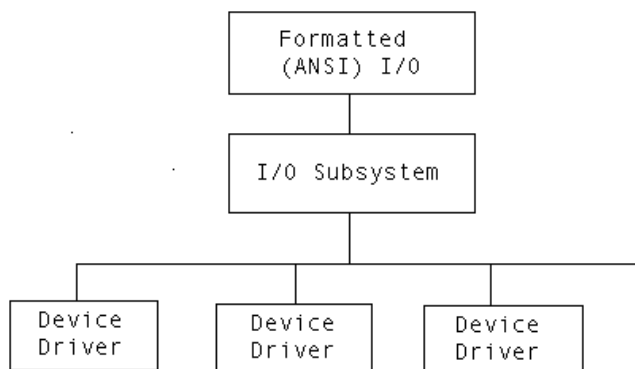 Formatted
(ANSI) I/O
I/O Subsystem
Device
Driver
Device
Driver
Device
Driver